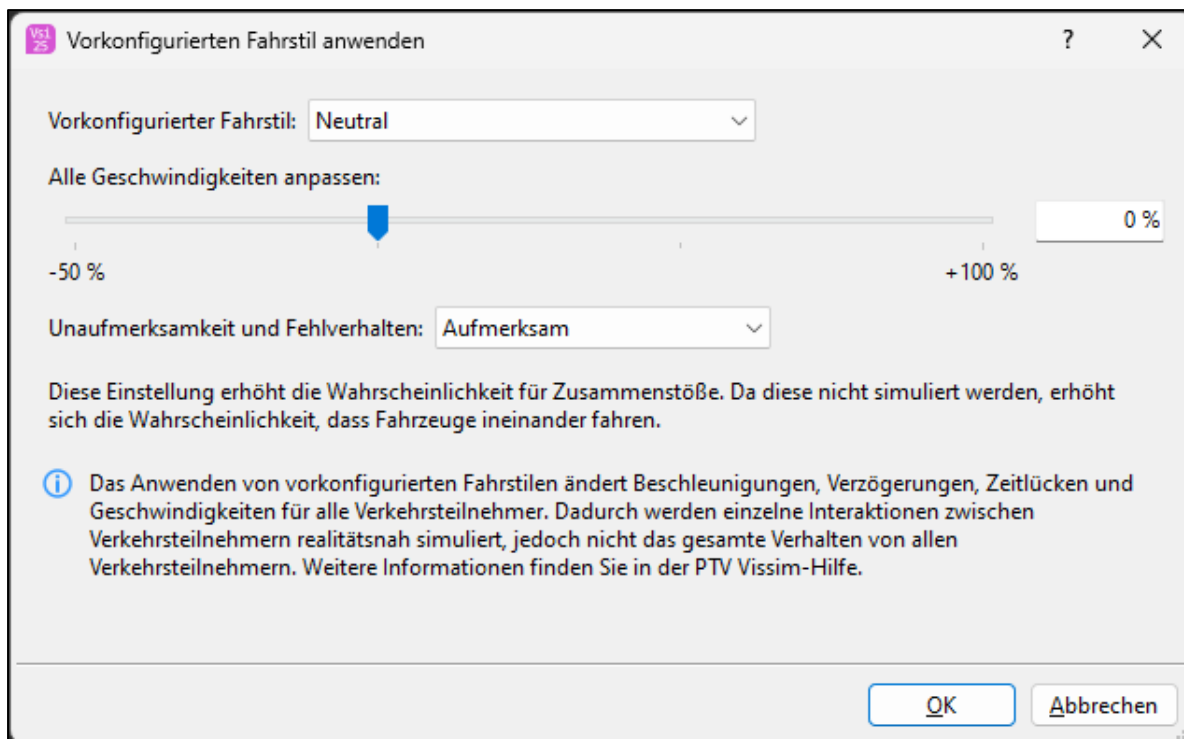 Vs1
25
Vorkonfigurierten Fahrstil anwenden
?
Vorkonfigurierter Fahrstil: Neutral
Alle Geschwindigkeiten anpassen:
0 %
-50 %
+100 %
Unaufmerksamkeit und Fehlverhalten: Aufmerksam
Diese Einstellung erhöht die Wahrscheinlichkeit für Zusammenstöße. Da diese nicht simuliert werden, erhöht
sich die Wahrscheinlichkeit, dass Fahrzeuge ineinander fahren.
Das Anwenden von vorkonfigurierten Fahrstilen ändert Beschleunigungen, Verzögerungen, Zeitlücken und
Geschwindigkeiten für alle Verkehrsteilnehmer. Dadurch werden einzelne Interaktionen zwischen
Verkehrsteilnehmern realitätsnah simuliert, jedoch nicht das gesamte Verhalten von allen
Verkehrsteilnehmern. Weitere Informationen finden Sie in der PTV Vissim-Hilfe.
OK
Abbrechen